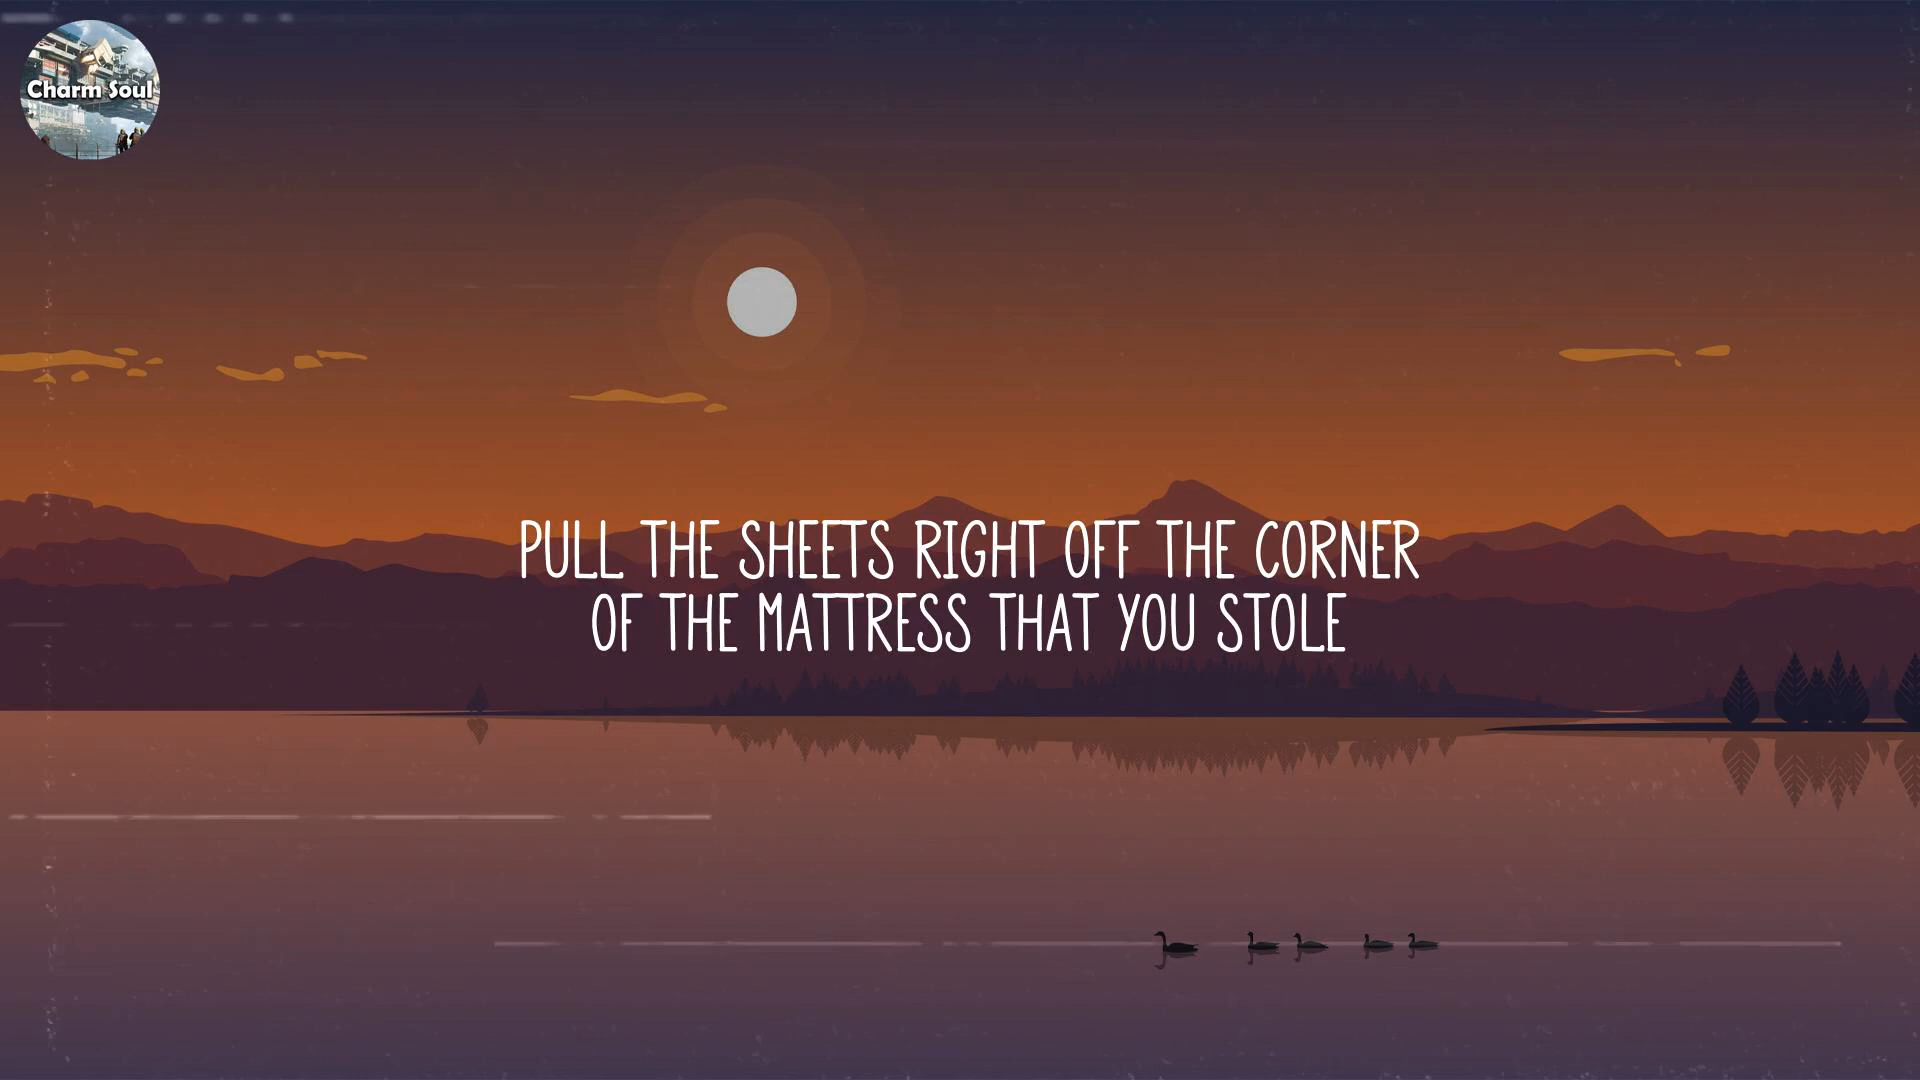 Charm Soul
PULL THE SHEETS RIGHT OFF THE CORNER
OF THE MATTRESS THAT YOU STOLE